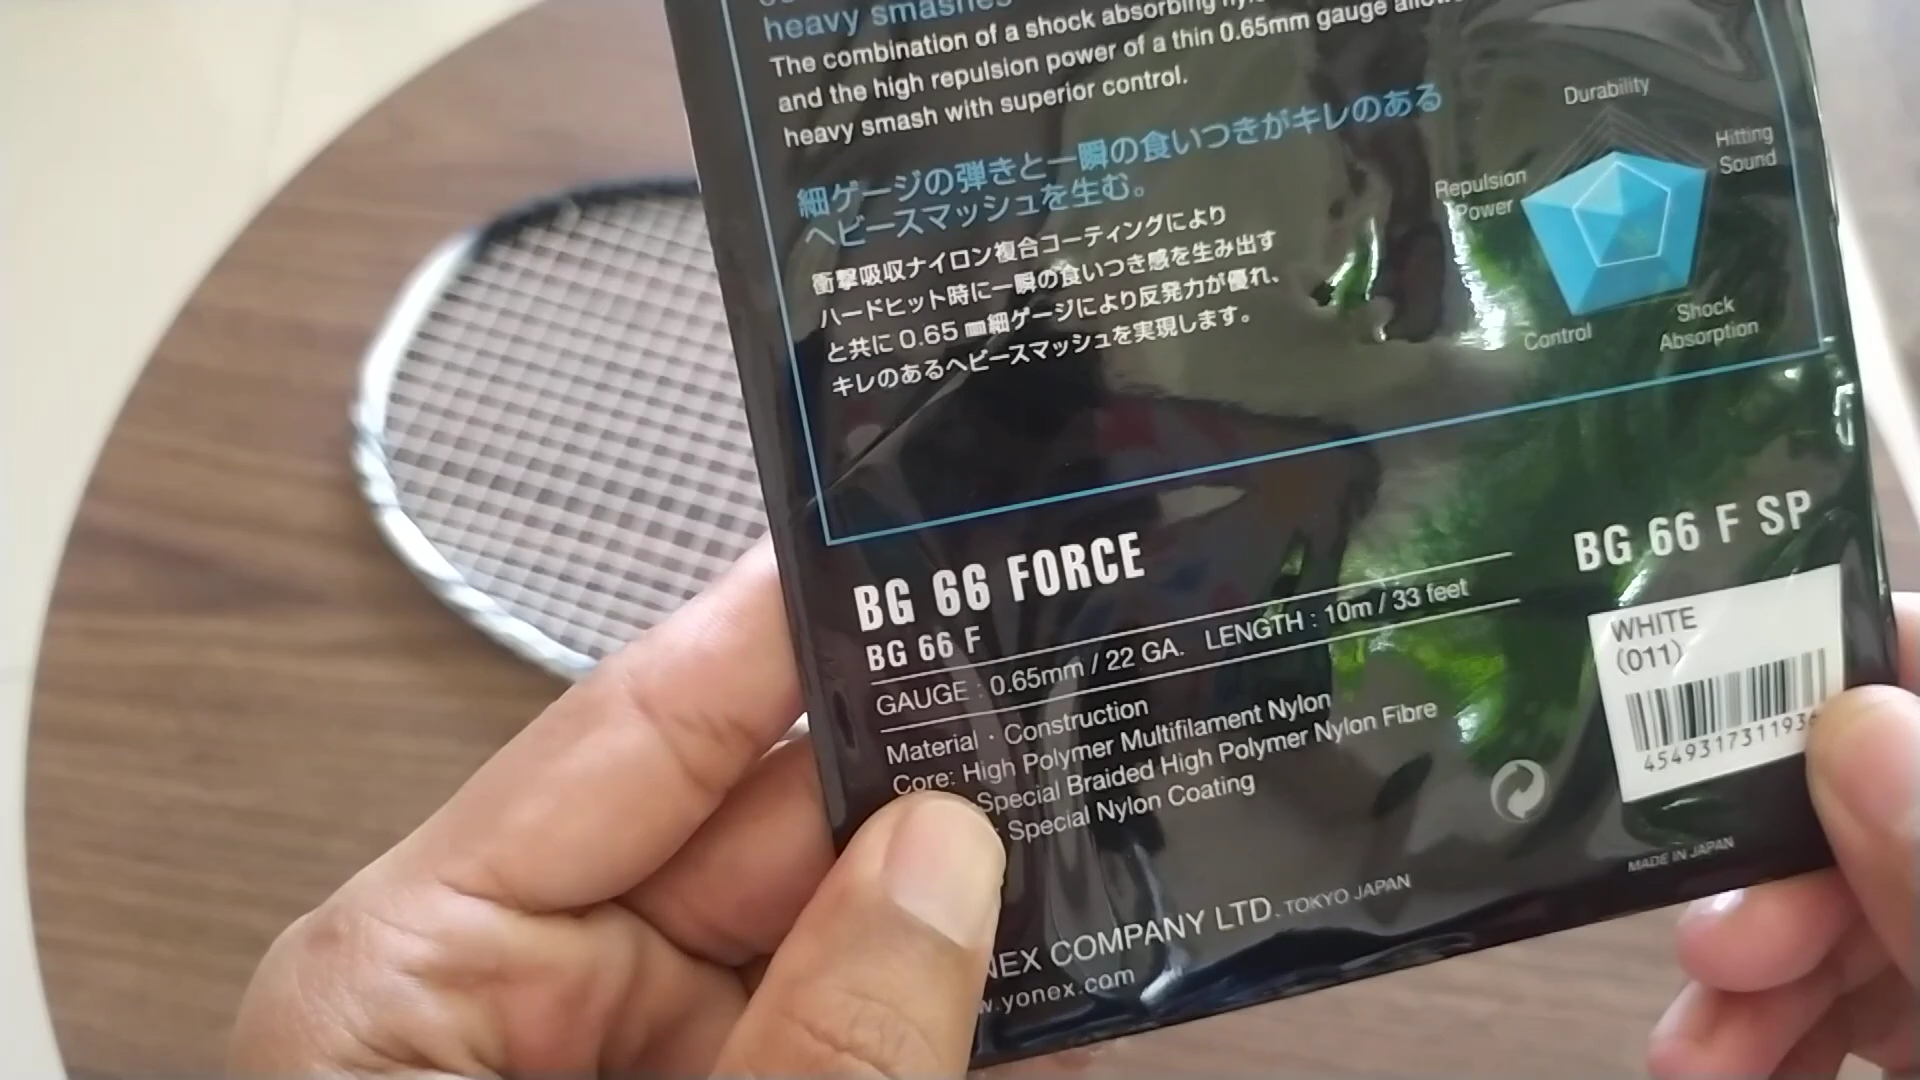 heavy smashes
The combination of a shock absorbing
and the high repulsion power of a thin 0.65mm gauge
heavy smash with superior control.
細ゲージの弾きと一瞬の食いつきがキレのある
ヘビースマッシュを生む。
衝撃吸収ナイロン複合コーティングにより
ハードヒット時に一瞬の食いつき感を生み出す
と共に0.65㎜細ゲージにより反発力が優れ、
キレのあるヘビースマッシュを実現します。
Durability
Hitting
Sound
Repulsion
Power
Control
Shock
Absorption
BG 66 FORCE
BG 66 F
BG 66 F SP
GAUGE : 0.65mm / 22 GA. LENGTH : 10m / 33 feet
Material・Construction
Core: High Polymer Multifilament Nylon
Special Braided High Polymer Nylon Fibre
: Special Nylon Coating
WHITE
(011)
454931731193
MADE IN JAPAN
NEX COMPANY LTD. TOKYO JAPAN
w.yonex.com